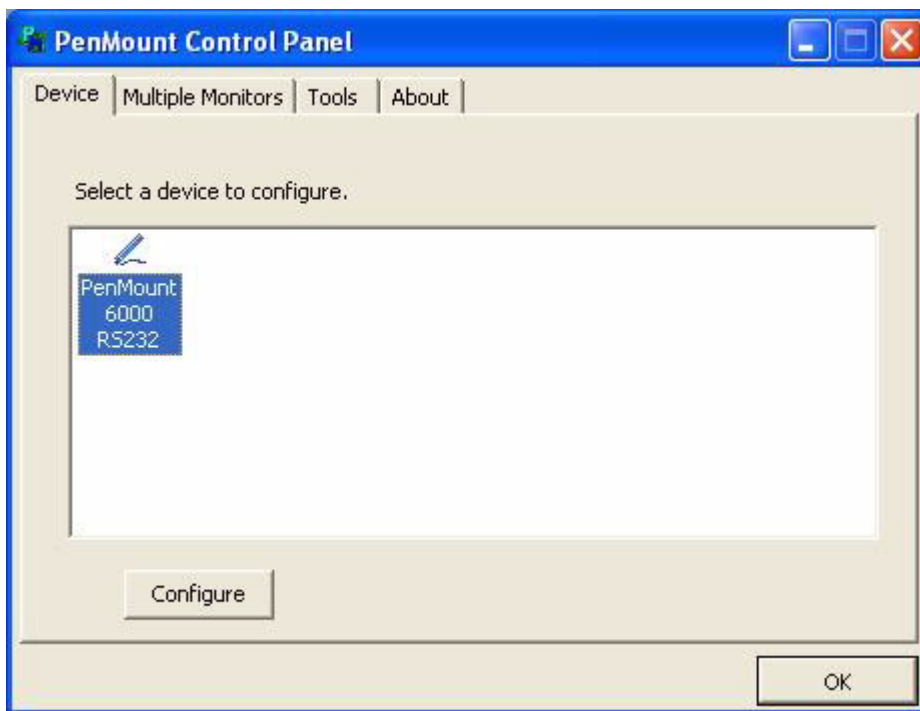 PenMount Control Panel
Device Multiple Monitors Tools About
Select a device to configure.
PenMount
6000
RS232
Configure
OK